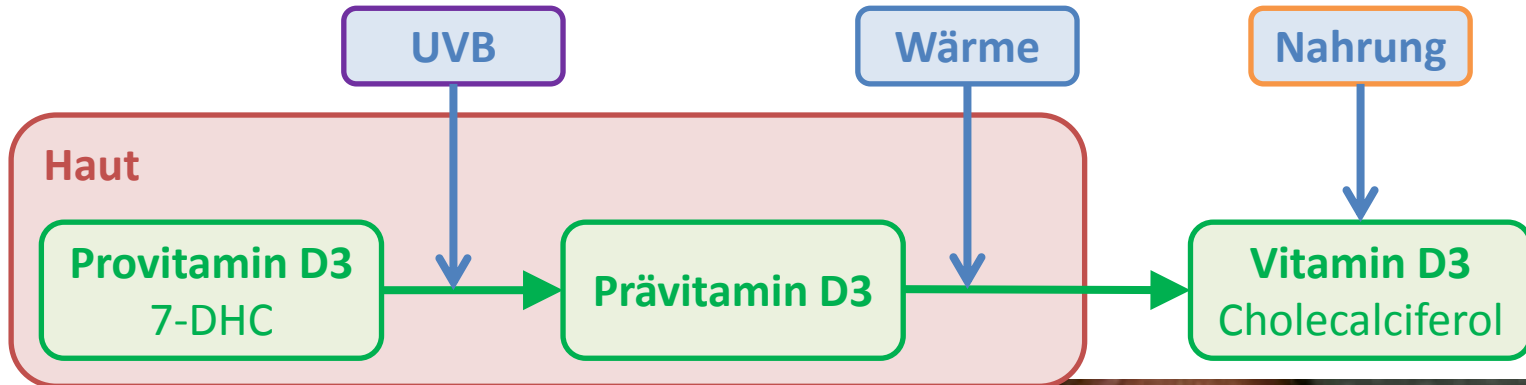 UVB
Wärme
Nahrung
Haut
Provitamin D3
7-DHC
Prävitamin D3
Vitamin D3
Cholecalciferol